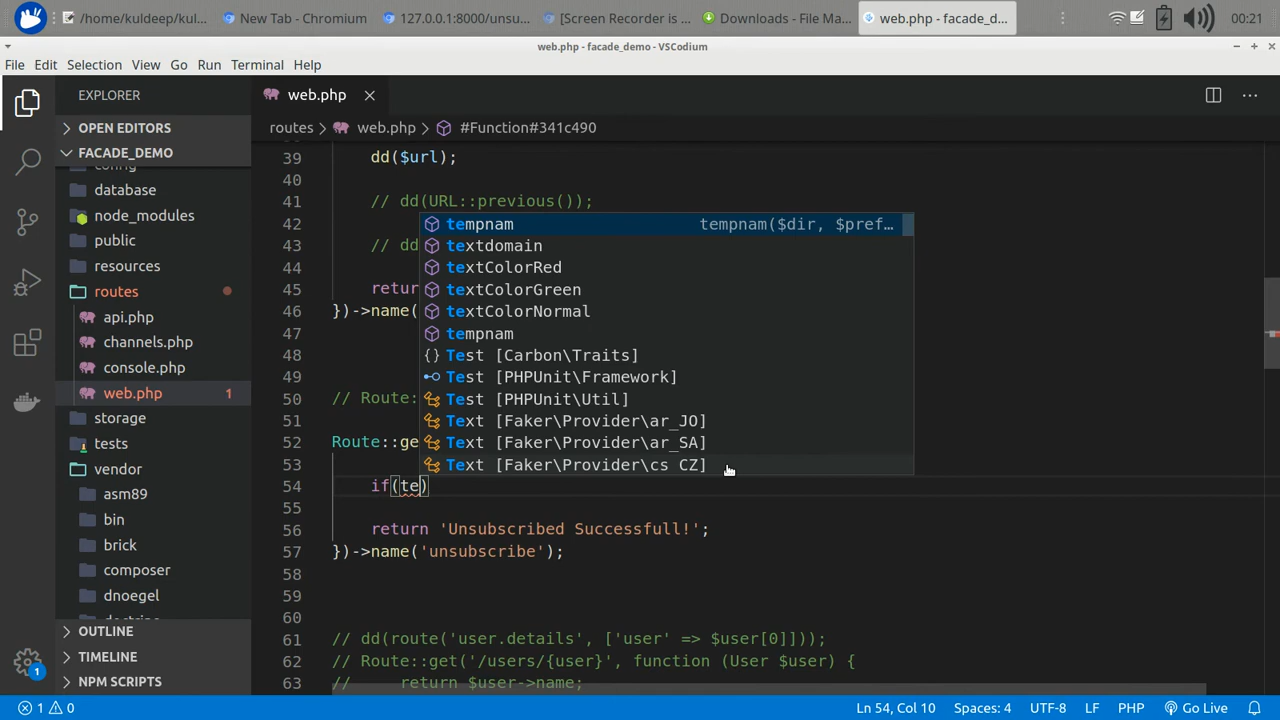 /home/kuldeep/kul...
New Tab - Chromium
127.0.0.1:8000/unsu...
[Screen Recorder is ...
Downloads - File Ma...
web.php - facade_d...
00:21
web.php - facade_demo - VSCodium
File Edit Selection View Go Run Terminal Help
EXPLORER
web.php
OPEN EDITORS
routes > web.php > #Function#341c490
FACADE_DEMO
config
database
node_modules
public
resources
routes
api.php
channels.php
console.php
web.php 1
storage
tests
vendor
asm89
bin
brick
composer
dnoegel
doctrine
OUTLINE
TIMELINE
NPM SCRIPTS
39 dd($url);
40
41 // dd(URL::previous());
42
43 // dd
44
45 retur
46 })->name(
47
48
49
50 // Route:
51
52 Route::ge
53
54 if(te)
55
56 return 'Unsubscribed Successfull!';
57 })->name('unsubscribe');
58
59
60
61 // dd(route('user.details', ['user' => $user[0]]));
62 // Route::get('/users/{user}', function (User $user) {
63 // return $user->name;
tempnam tempnam($dir, $pref...
textdomain
textColorRed
textColorGreen
textColorNormal
tempnam
Test [Carbon\Traits]
Test [PHPUnit\Framework]
Test [PHPUnit\Util]
Text [Faker\Provider\ar_JO]
Text [Faker\Provider\ar_SA]
Text [Faker\Provider\cs_CZ]
1
1 0
Ln 54, Col 10
Spaces: 4
UTF-8
LF
PHP
Go Live